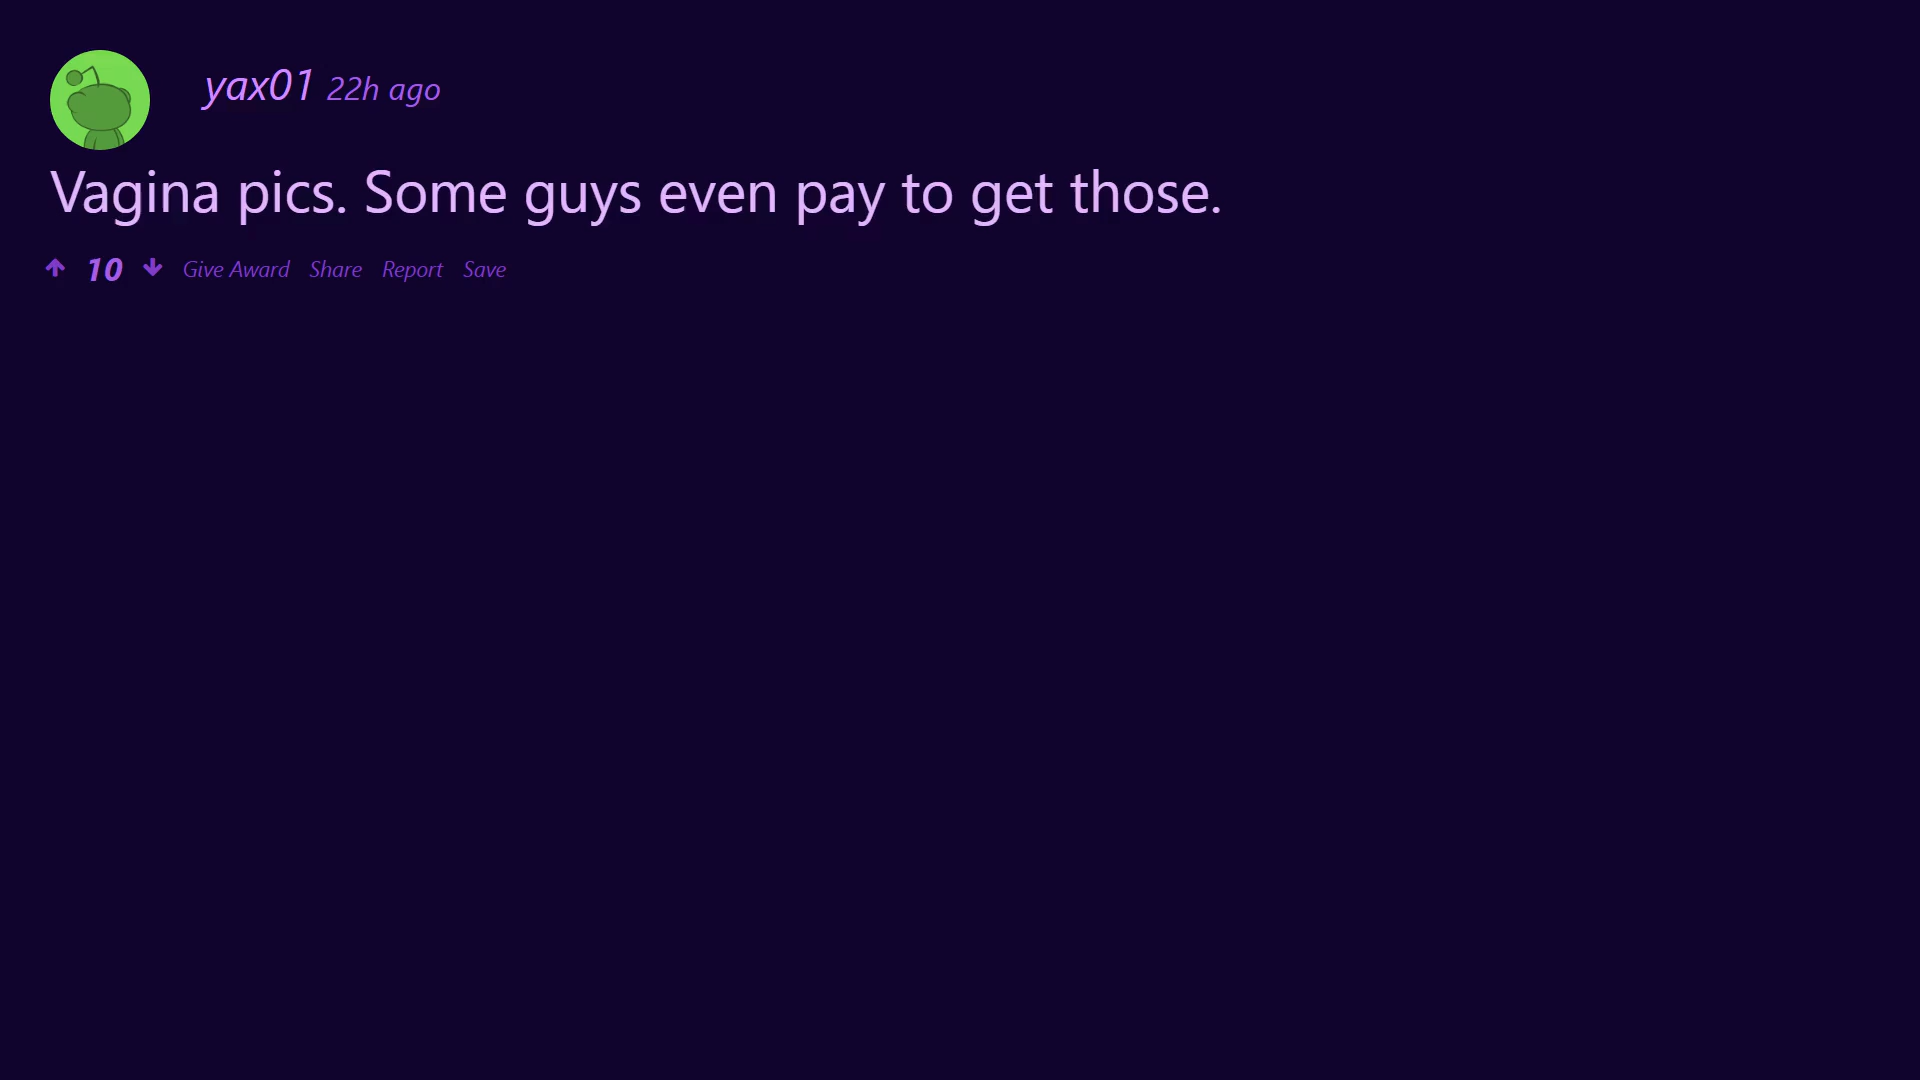 yax01 22h ago
Vagina pics. Some guys even pay to get those.
10 Give Award Share Report Save